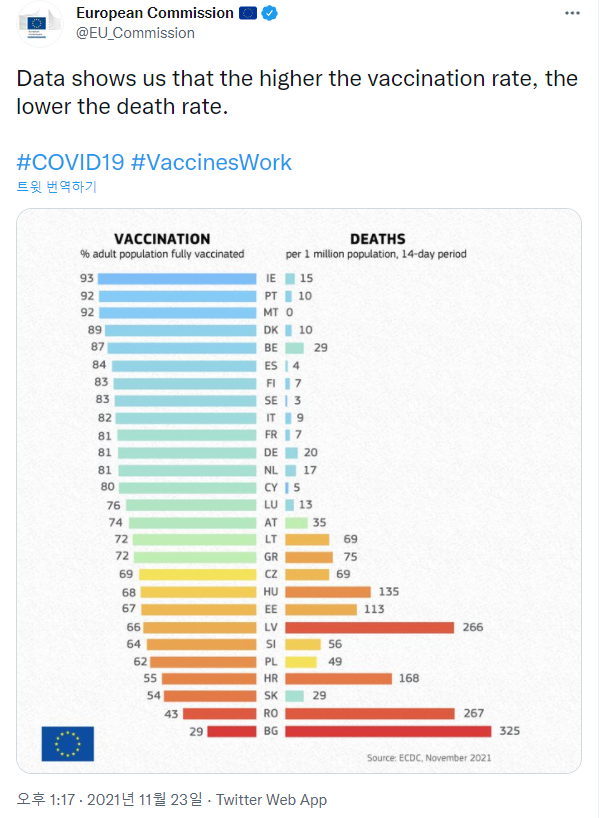 European Commission
@EU_Commission
Data shows us that the higher the vaccination rate, the
lower the death rate.
#COVID19 #VaccinesWork
트윗 번역하기
VACCINATION DEATHS
% adult population fully vaccinated per 1 million population, 14-day period
93 IE 15
92 PT 10
92 MT 0
89 DK 10
87 BE 29
84 ES 4
83 FI 7
83 SE 3
82 IT 9
81 FR 7
81 DE 20
81 NL 17
80 CY 5
76 LU 13
74 AT 35
72 LT 69
72 GR 75
69 CZ 69
68 HU 135
67 EE 113
66 LV 266
64 SI 56
62 PL 49
55 HR 168
54 SK 29
43 RO 267
29 BG 325
Source: ECDC, November 2021
오후 1:17 · 2021년 11월 23일 · Twitter Web App